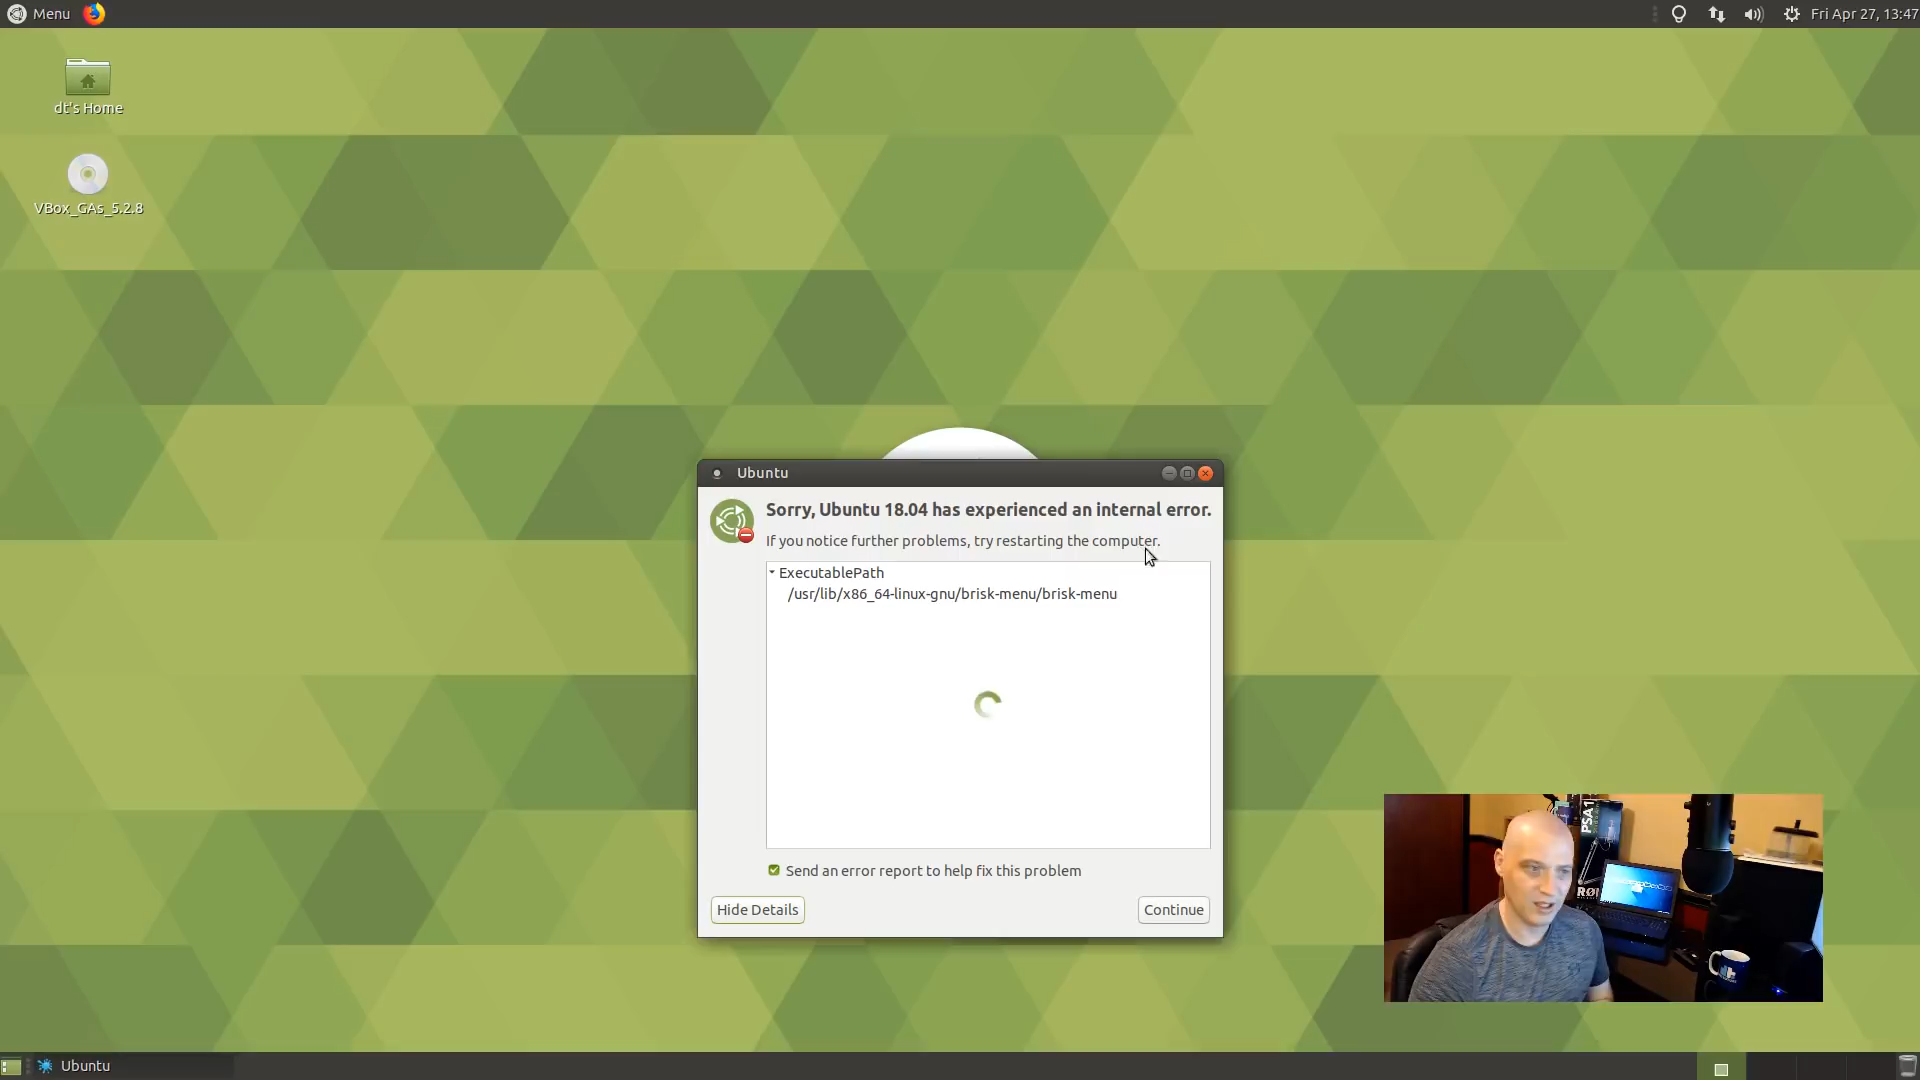 Menu
Fri Apr 27, 13:47
dt's Home
VBox_GAs_5.2.8
Ubuntu
Sorry, Ubuntu 18.04 has experienced an internal error.
If you notice further problems, try restarting the computer.
ExecutablePath
/usr/lib/x86_64-linux-gnu/brisk-menu/brisk-menu
Send an error report to help fix this problem
Hide Details
Continue
PSA1
Ubuntu